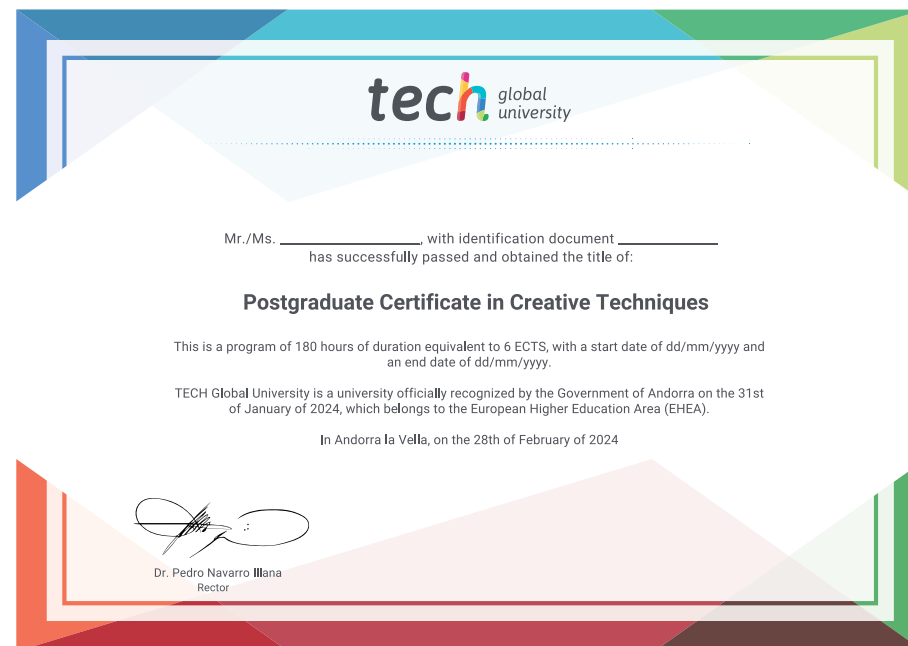 tech global university
Mr./Ms. ____________________, with identification document ______________
has successfully passed and obtained the title of:
Postgraduate Certificate in Creative Techniques
This is a program of 180 hours of duration equivalent to 6 ECTS, with a start date of dd/mm/yyyy and
an end date of dd/mm/yyyy.
TECH Global University is a university officially recognized by the Government of Andorra on the 31st
of January of 2024, which belongs to the European Higher Education Area (EHEA).
In Andorra la Vella, on the 28th of February of 2024
Dr. Pedro Navarro Illana
Rector